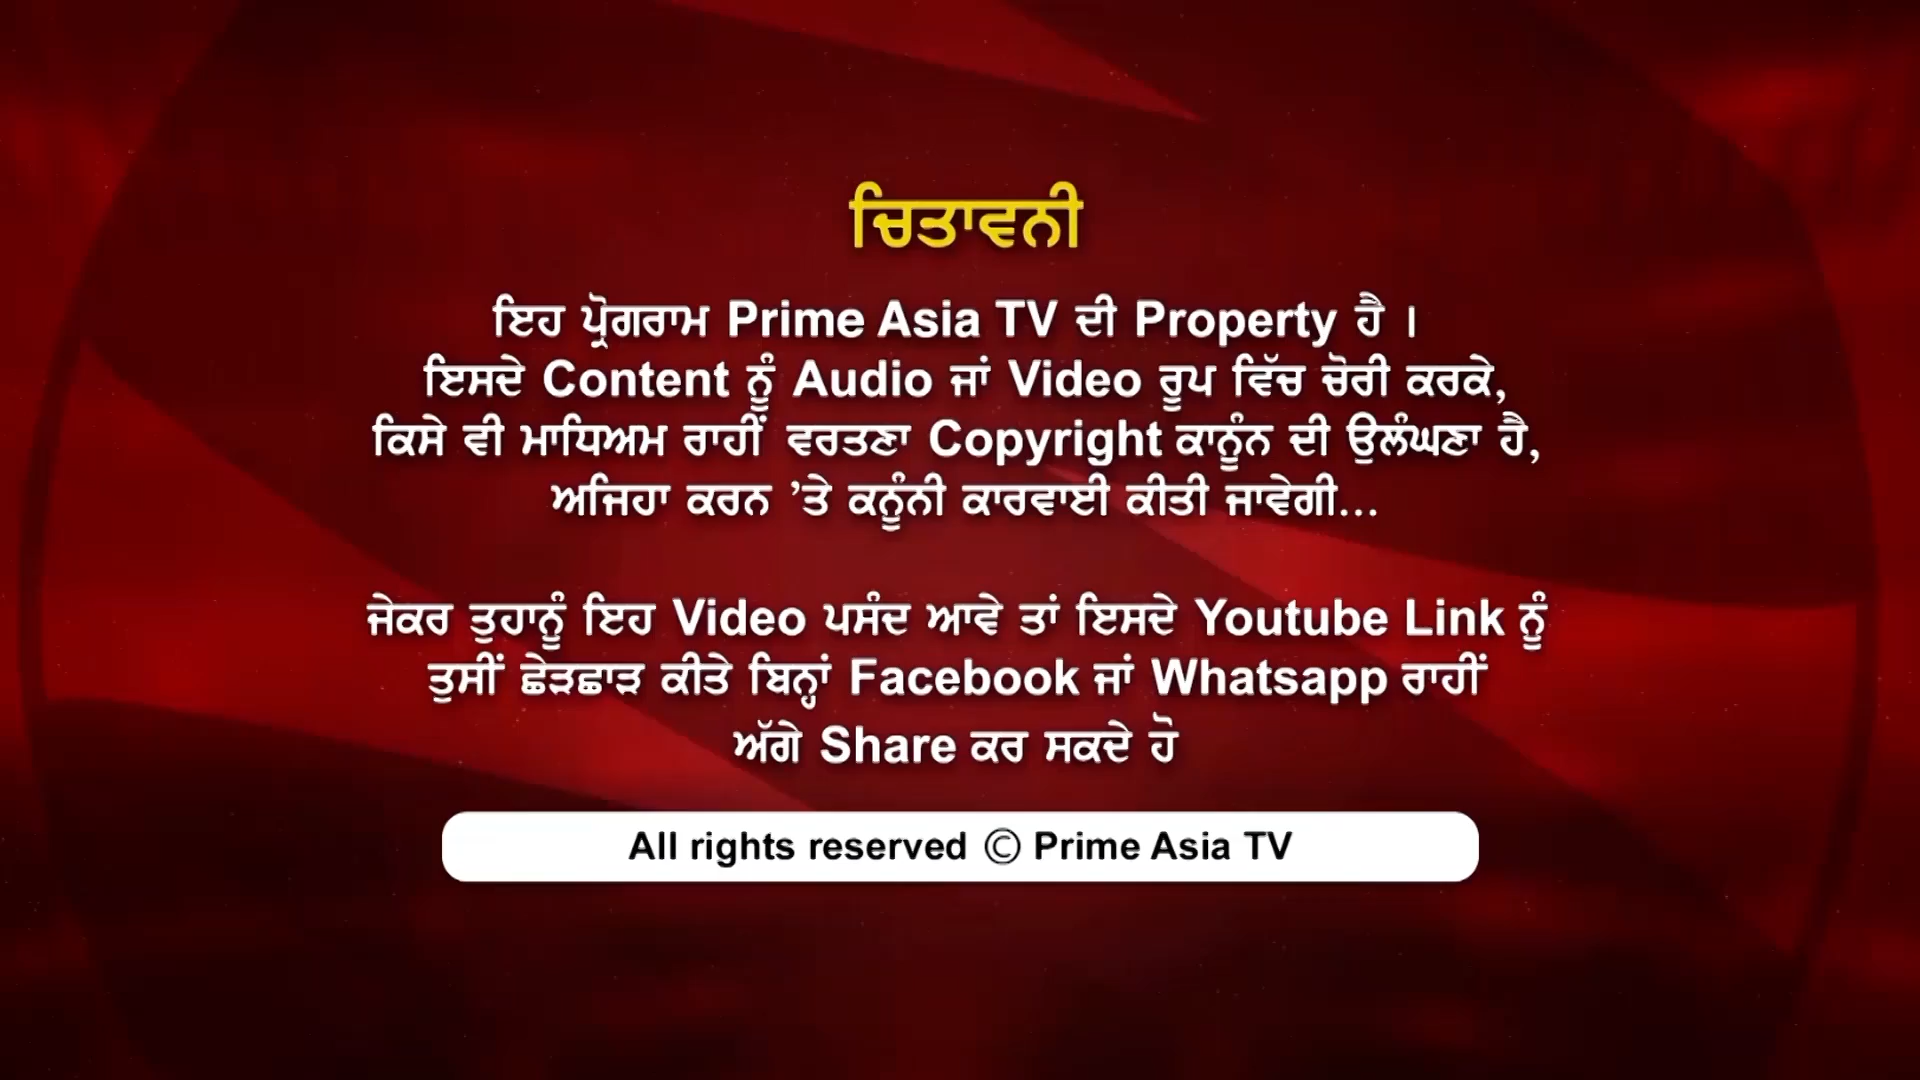 ਚਿਤਾਵਨੀ
ਇਹ ਪ੍ਰੋਗਰਾਮ Prime Asia TV ਦੀ Property ਹੈ ।
ਇਸਦੇ Content ਨੂੰ Audio ਜਾਂ Video ਰੂਪ ਵਿੱਚ ਚੋਰੀ ਕਰਕੇ,
ਕਿਸੇ ਵੀ ਮਾਧਿਅਮ ਰਾਹੀਂ ਵਰਤਣਾ Copyright ਕਾਨੂੰਨ ਦੀ ਉਲੰਘਣਾ ਹੈ,
ਅਜਿਹਾ ਕਰਨ ’ਤੇ ਕਨੂੰਨੀ ਕਾਰਵਾਈ ਕੀਤੀ ਜਾਵੇਗੀ...
ਜੇਕਰ ਤੁਹਾਨੂੰ ਇਹ Video ਪਸੰਦ ਆਵੇ ਤਾਂ ਇਸਦੇ Youtube Link ਨੂੰ
ਤੁਸੀਂ ਛੇੜਛਾੜ ਕੀਤੇ ਬਿਨ੍ਹਾਂ Facebook ਜਾਂ Whatsapp ਰਾਹੀਂ
ਅੱਗੇ Share ਕਰ ਸਕਦੇ ਹੋ
All rights reserved © Prime Asia TV